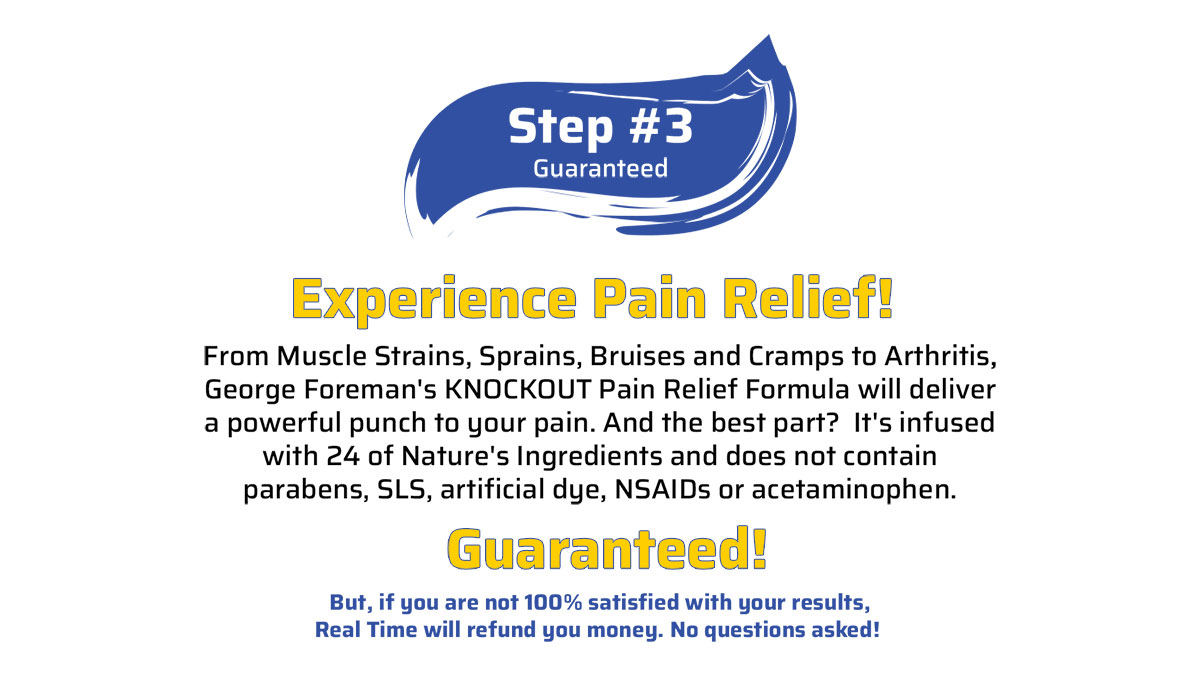 Step #3
Guaranteed
Experience Pain Relief!
From Muscle Strains, Sprains, Bruises and Cramps to Arthritis,
George Foreman's KNOCKOUT Pain Relief Formula will deliver
a powerful punch to your pain. And the best part?  It's infused
with 24 of Nature's Ingredients and does not contain
parabens, SLS, artificial dye, NSAIDs or acetaminophen.
Guaranteed!
But, if you are not 100% satisfied with your results,
Real Time will refund you money. No questions asked!